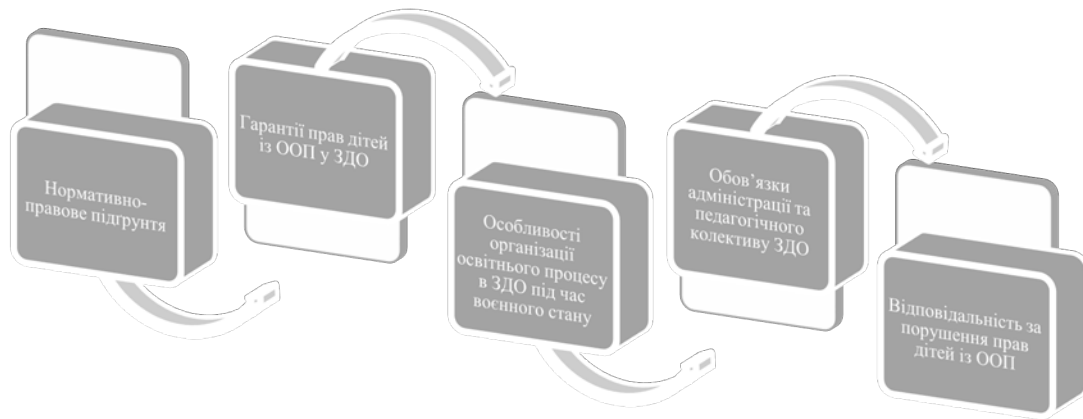 Нормативно-
правове підґрунтя
Гарантії прав дітей
із ООП у ЗДО
Особливості
організації
освітнього процесу
в ЗДО під час
воєнного стану
Обов’язки
адміністрації та
педагогічного
колективу ЗДО
Відповідальність за
порушення прав
дітей із ООП